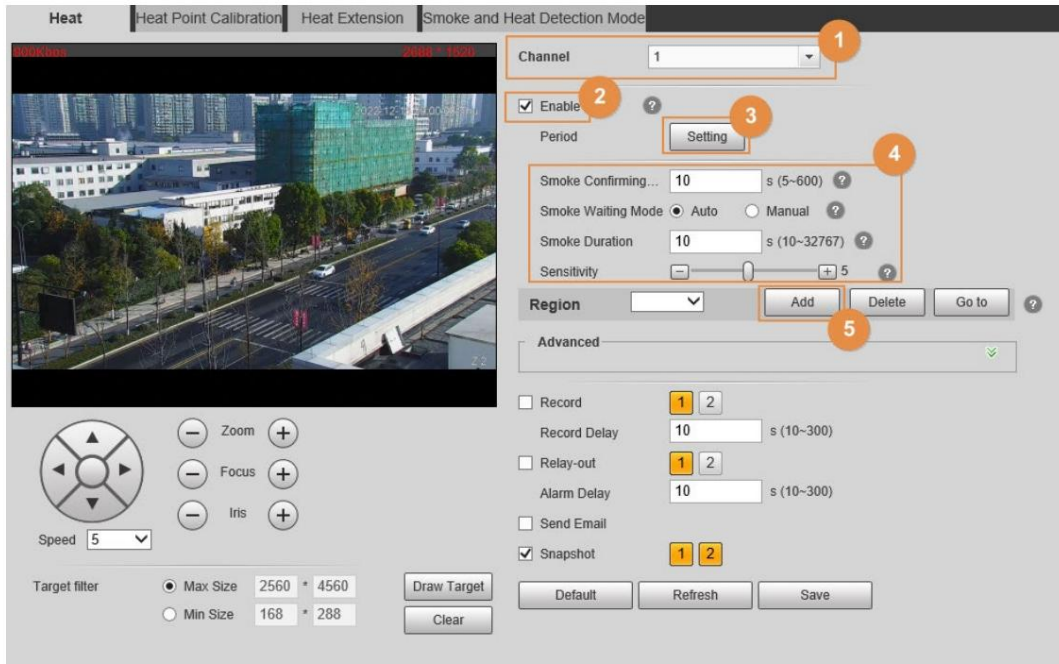 Heat Heat Point Calibration Heat Extension Smoke and Heat Detection Mode
900Kbps 2688 * 1520
Channel 1
1
Enable
2
Period Setting
3
4
Smoke Confirming... 10 s (5~600)
Smoke Waiting Mode Auto Manual
Smoke Duration 10 s (10~32767)
Sensitivity 5
Region Add Delete Go to
5
Advanced
Z 2
Record 1 2
Record Delay 10 s (10~300)
Relay-out 1 2
Alarm Delay 10 s (10~300)
Send Email
Snapshot 1 2
Default Refresh Save
Zoom
Focus
Iris
Speed 5
Target filter Max Size 2560 * 4560 Draw Target
Min Size 168 * 288 Clear